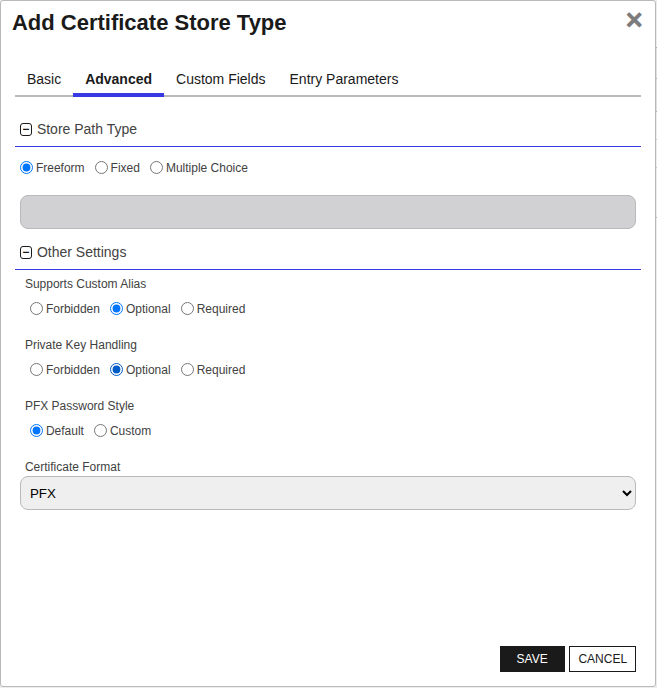 Add Certificate Store Type
Basic Advanced Custom Fields Entry Parameters
Store Path Type
Freeform Fixed Multiple Choice
Other Settings
Supports Custom Alias
Forbidden Optional Required
Private Key Handling
Forbidden Optional Required
PFX Password Style
Default Custom
Certificate Format
PFX
SAVE CANCEL